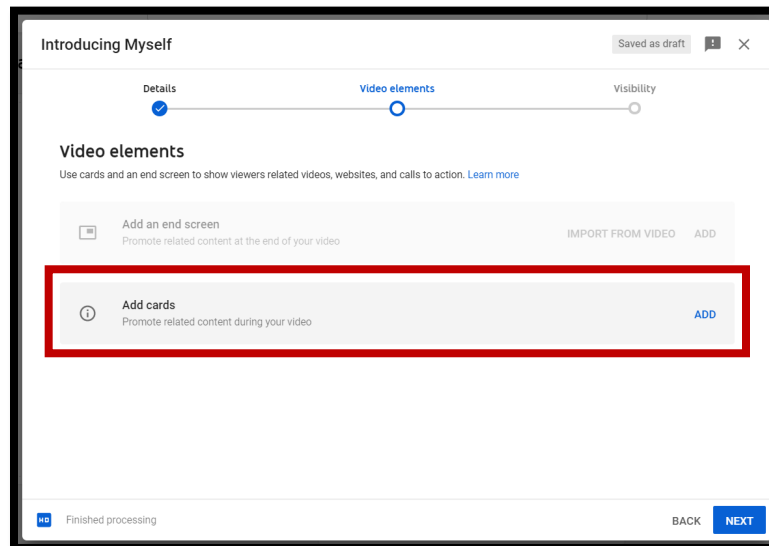 Introducing Myself
Saved as draft
Details
Video elements
Visibility
Video elements
Use cards and an end screen to show viewers related videos, websites, and calls to action. Learn more
Add an end screen
Promote related content at the end of your video
IMPORT FROM VIDEO ADD
Add cards
Promote related content during your video
ADD
HD Finished processing
BACK NEXT